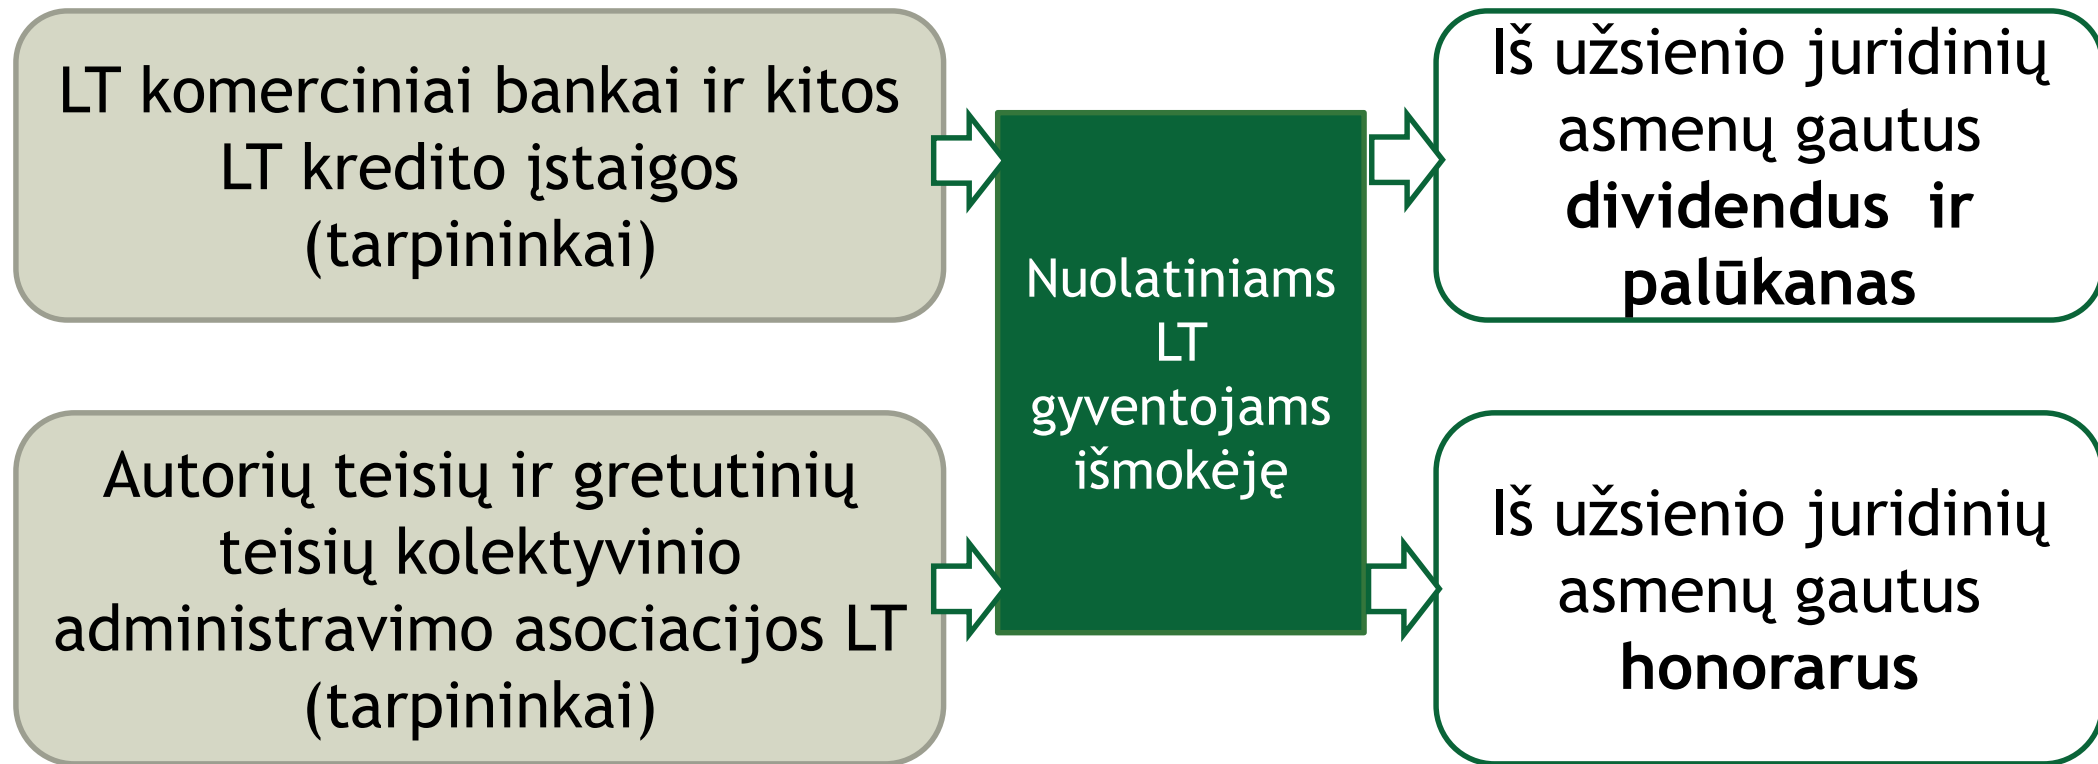 LT komerciniai bankai ir kitos
LT kredito įstaigos
(tarpininkai)
Nuolatiniams
LT
gyventojams
išmokėję
Iš užsienio juridinių
asmenų gautus
dividendus ir
palūkanas
Autorių teisių ir gretutinių
teisių kolektyvinio
administravimo asociacijos LT
(tarpininkai)
Iš užsienio juridinių
asmenų gautus
honorarus